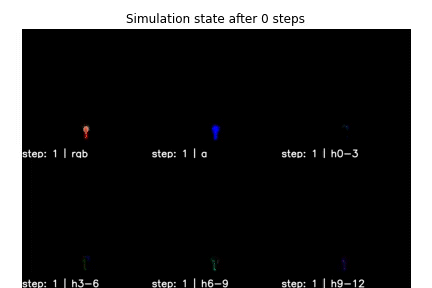 Simulation state after 0 steps
step: 1 | rgb step: 1 | a step: 1 | h0-3
step: 1 | h3-6 step: 1 | h6-9 step: 1 | h9-12